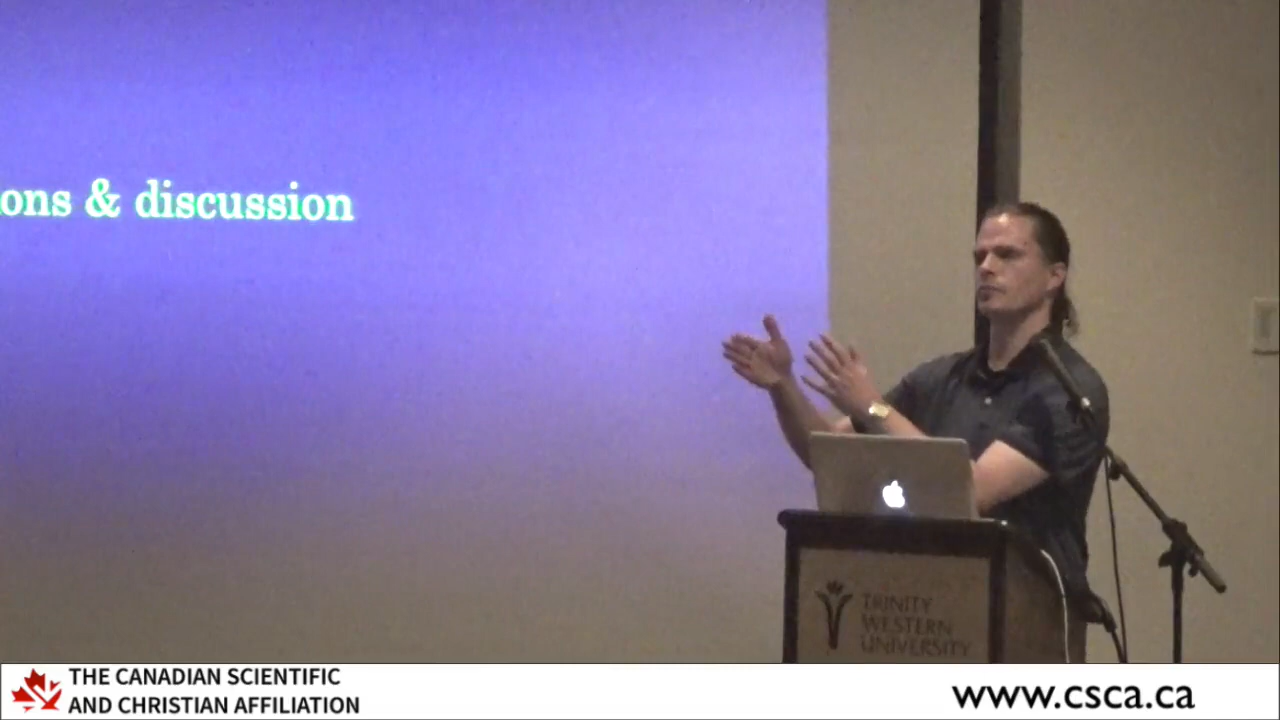 ons & discussion
TRINITY
WESTERN
UNIVERSITY
THE CANADIAN SCIENTIFIC
AND CHRISTIAN AFFILIATION
www.csca.ca